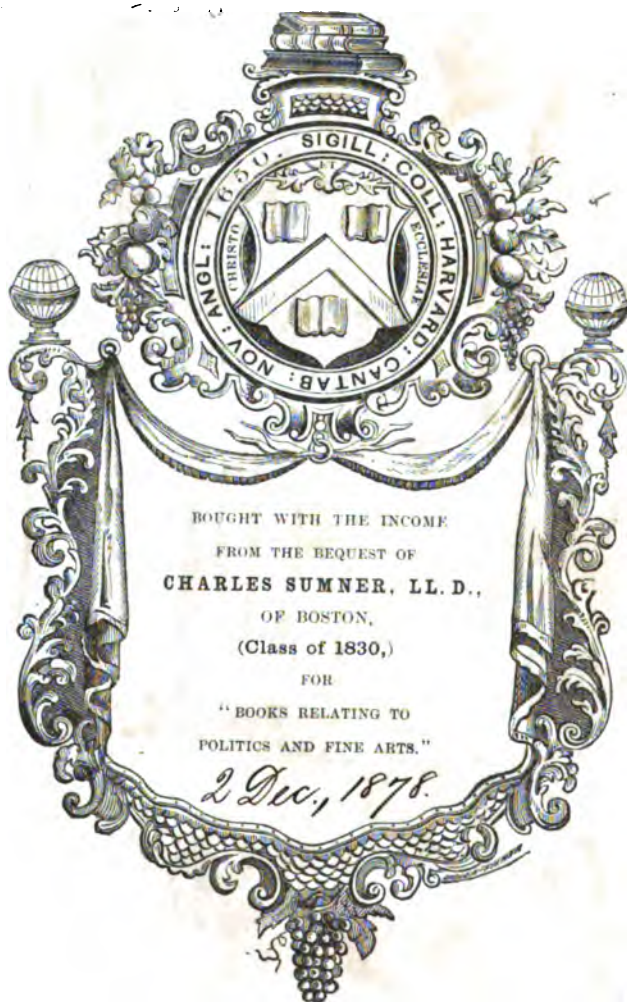 SIGILL: COLL: HARVARD: CANTAB: NOV: ANGL: 1650.
ET
CHRISTO
ECCLESIAE
BOUGHT WITH THE INCOME
FROM THE BEQUEST OF
CHARLES SUMNER, LL. D.,
OF BOSTON,
(Class of 1830,)
FOR
"BOOKS RELATING TO
POLITICS AND FINE ARTS."
2 Dec., 1878.